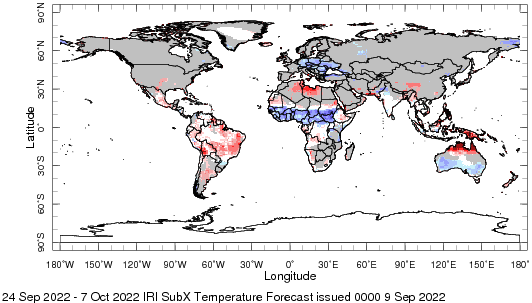 90°N
60°N
30°N
0°
30°S
60°S
90°S
Latitude
180°W 150°W 120°W 90°W 60°W 30°W 0° 30°E 60°E 90°E 120°E 150°E 180°
Longitude
24 Sep 2022 - 7 Oct 2022 IRI SubX Temperature Forecast issued 0000 9 Sep 2022